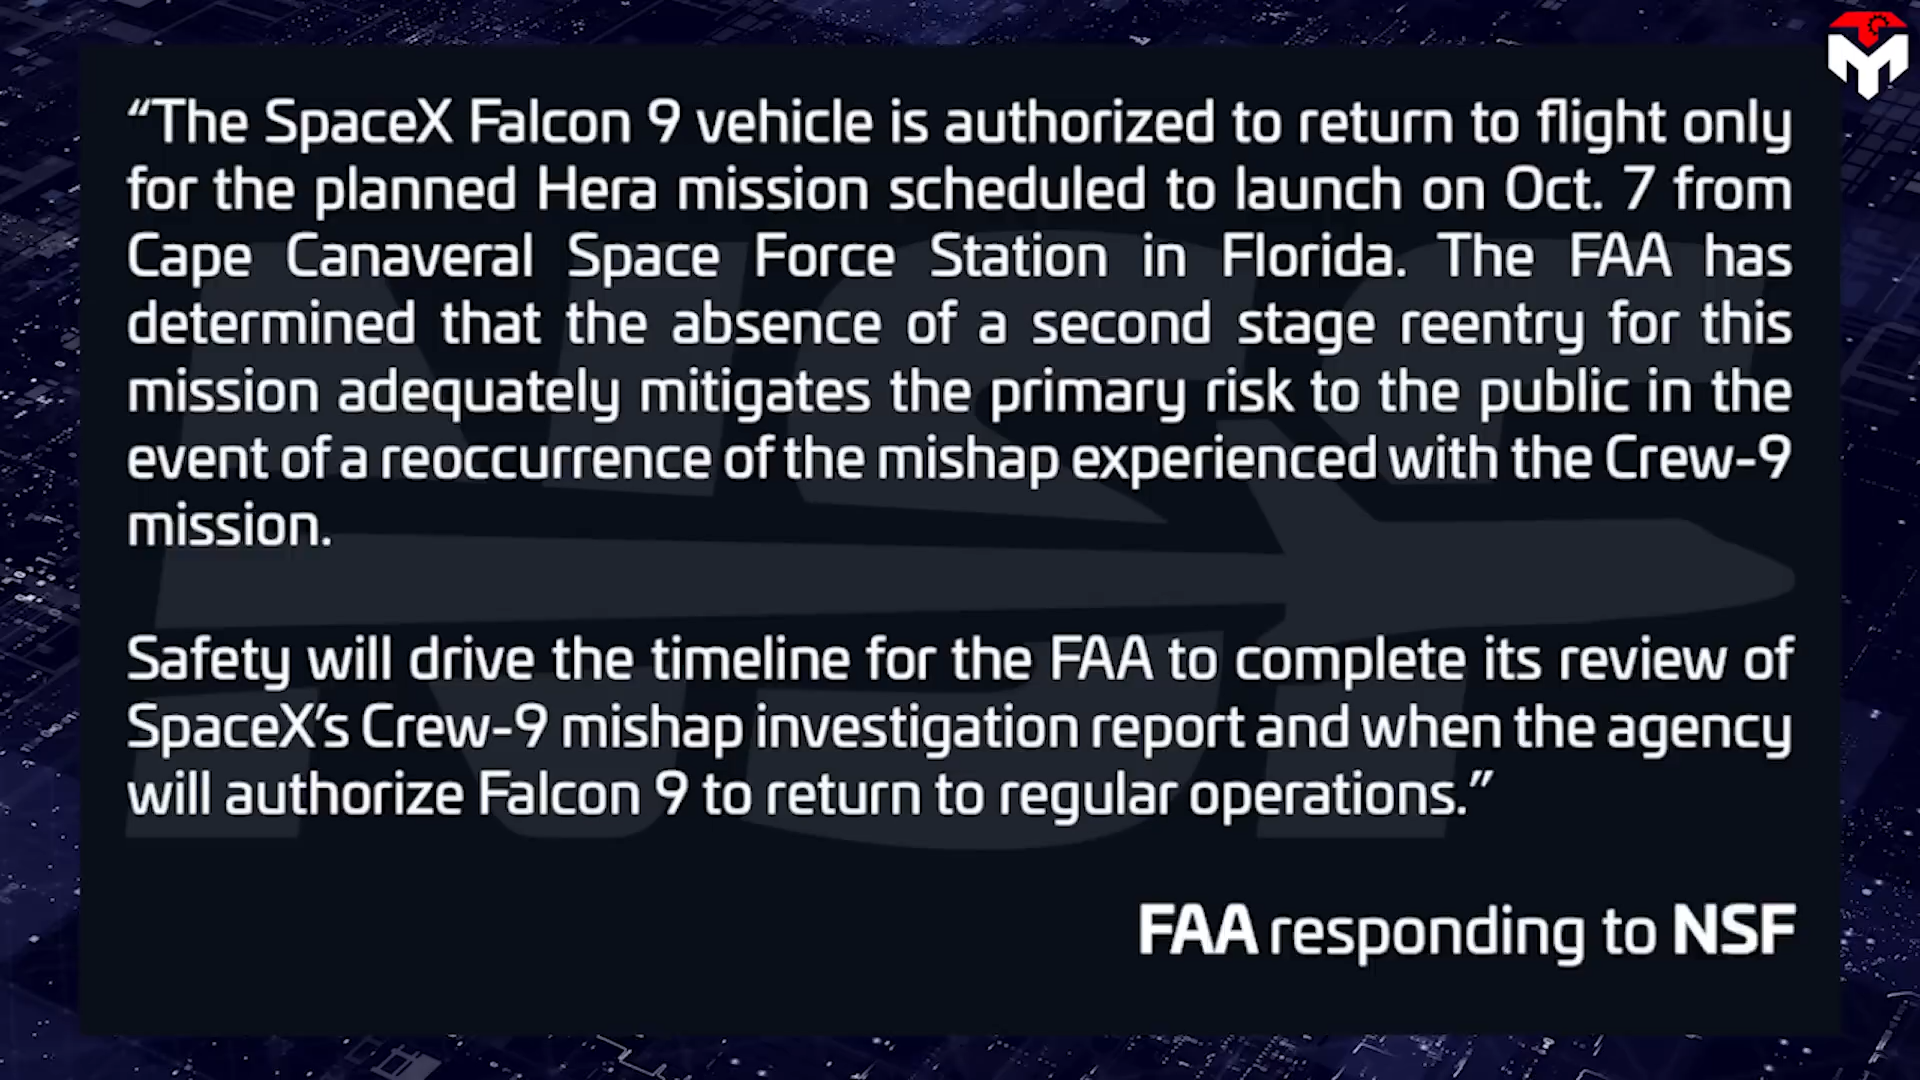 “The SpaceX Falcon 9 vehicle is authorized to return to flight only
for the planned Hera mission scheduled to launch on Oct. 7 from
Cape Canaveral Space Force Station in Florida. The FAA has
determined that the absence of a second stage reentry for this
mission adequately mitigates the primary risk to the public in the
event of a reoccurrence of the mishap experienced with the Crew-9
mission.
Safety will drive the timeline for the FAA to complete its review of
SpaceX’s Crew-9 mishap investigation report and when the agency
will authorize Falcon 9 to return to regular operations.”
FAA responding to NSF